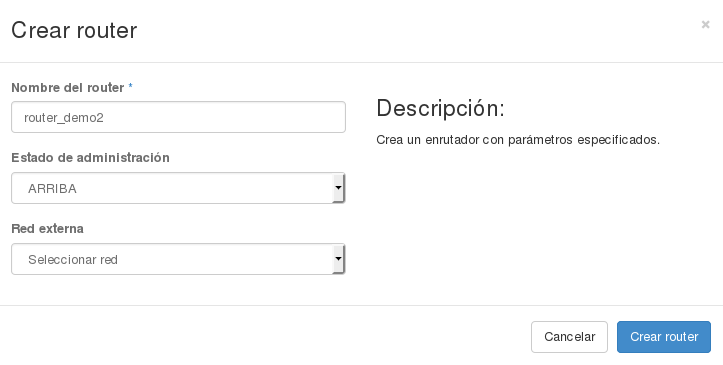 Crear router
×
Nombre del router *
router_demo2
Estado de administración
ARRIBA
Red externa
Seleccionar red
Descripción:
Crea un enrutador con parámetros especificados.
Cancelar
Crear router